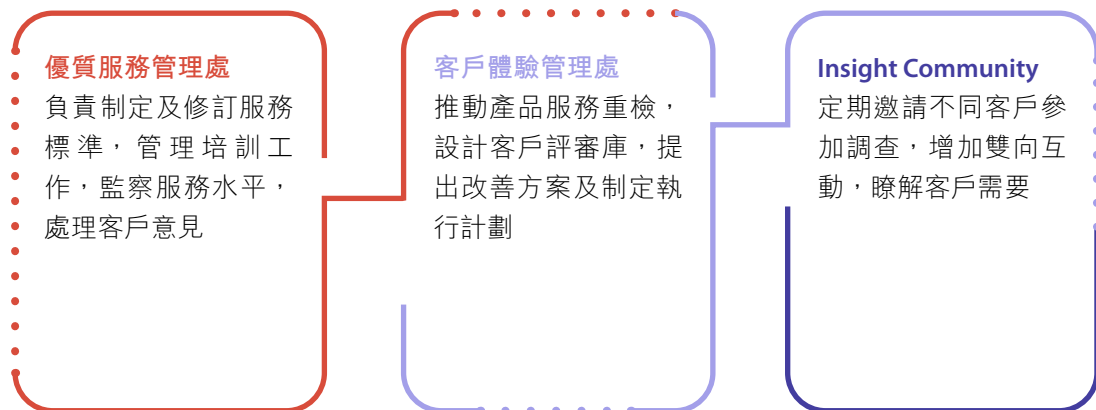 優質服務管理處
負責制定及修訂服務
標準，管理培訓工
作，監察服務水平，
處理客戶意見
客戶體驗管理處
推動產品服務重檢，
設計客戶評審庫，提
出改善方案及制定執
行計劃
Insight Community
定期邀請不同客戶參
加調查，增加雙向互
動，瞭解客戶需要